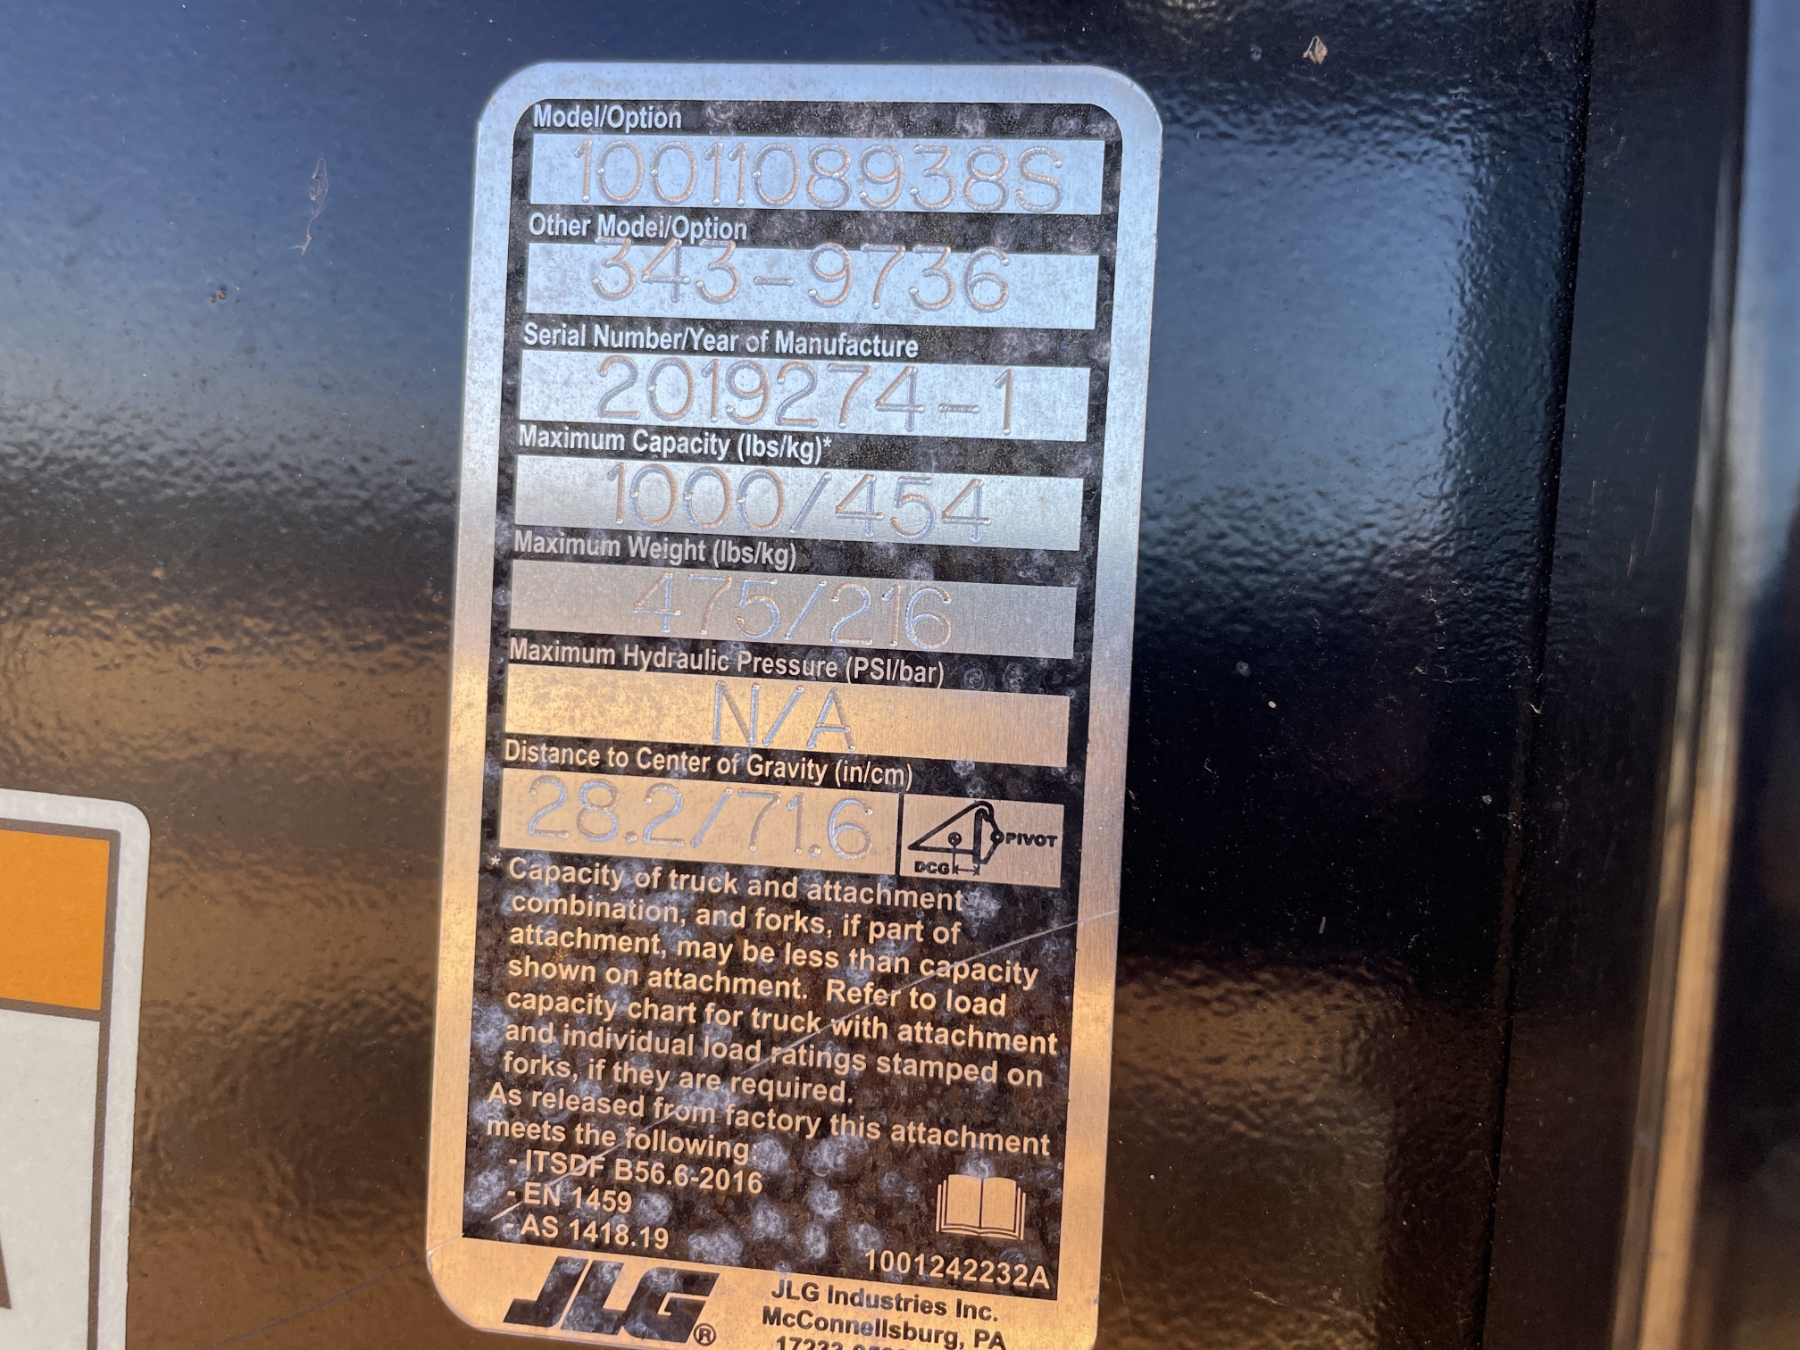 Model/Option
1001108938S
Other Model/Option
343-9736
Serial Number/Year of Manufacture
2019274-1
Maximum Capacity (lbs/kg)*
1000/454
Maximum Weight (lbs/kg)
475/216
Maximum Hydraulic Pressure (PSI/bar)
N/A
Distance to Center of Gravity (in/cm)
28.2/71.6
PIVOT
DCG
* Capacity of truck and attachment
combination, and forks, if part of
attachment, may be less than capacity
shown on attachment. Refer to load
capacity chart for truck with attachment
and individual load ratings stamped on
forks, if they are required.
As released from factory this attachment
meets the following:
- ITSDF B56.6-2016
- EN 1459
- AS 1418.19
1001242232A
JLG®
JLG Industries Inc.
McConnellsburg, PA